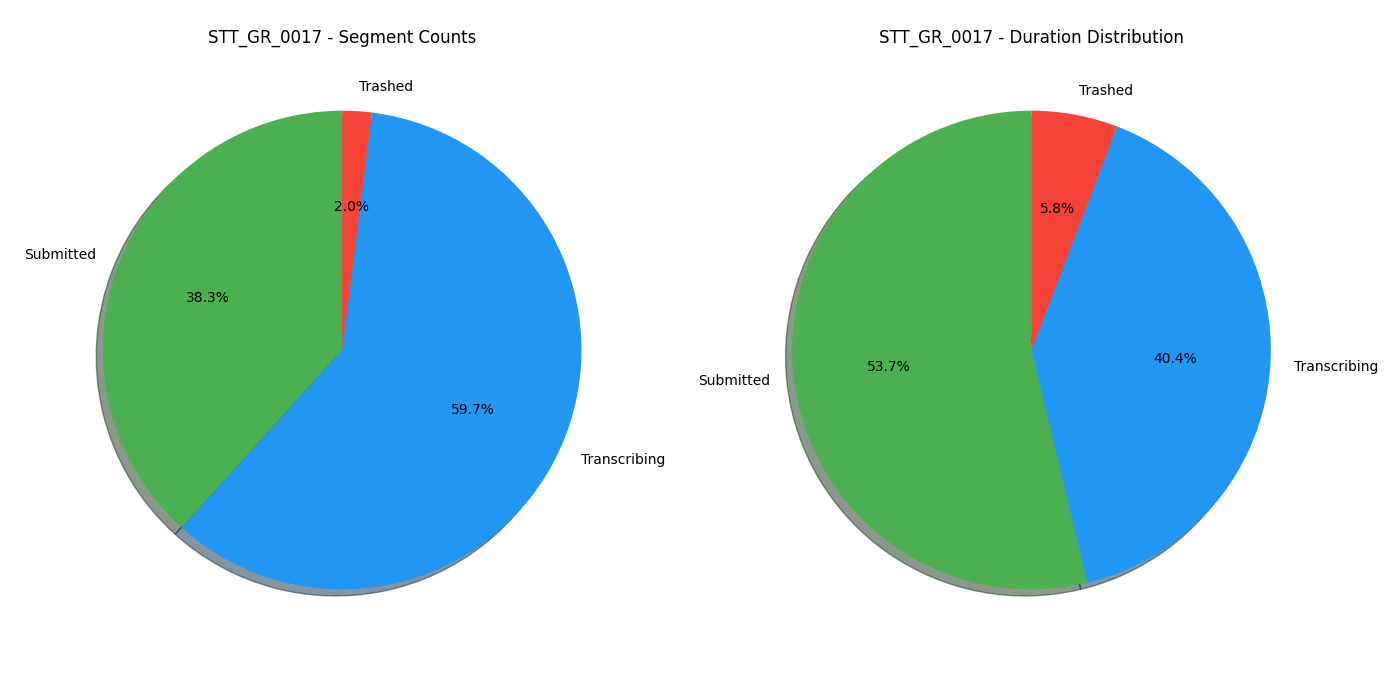 STT_GR_0017 - Segment Counts
Trashed
2.0%
Submitted
38.3%
59.7%
Transcribing
STT_GR_0017 - Duration Distribution
Trashed
5.8%
40.4%
Transcribing
53.7%
Submitted